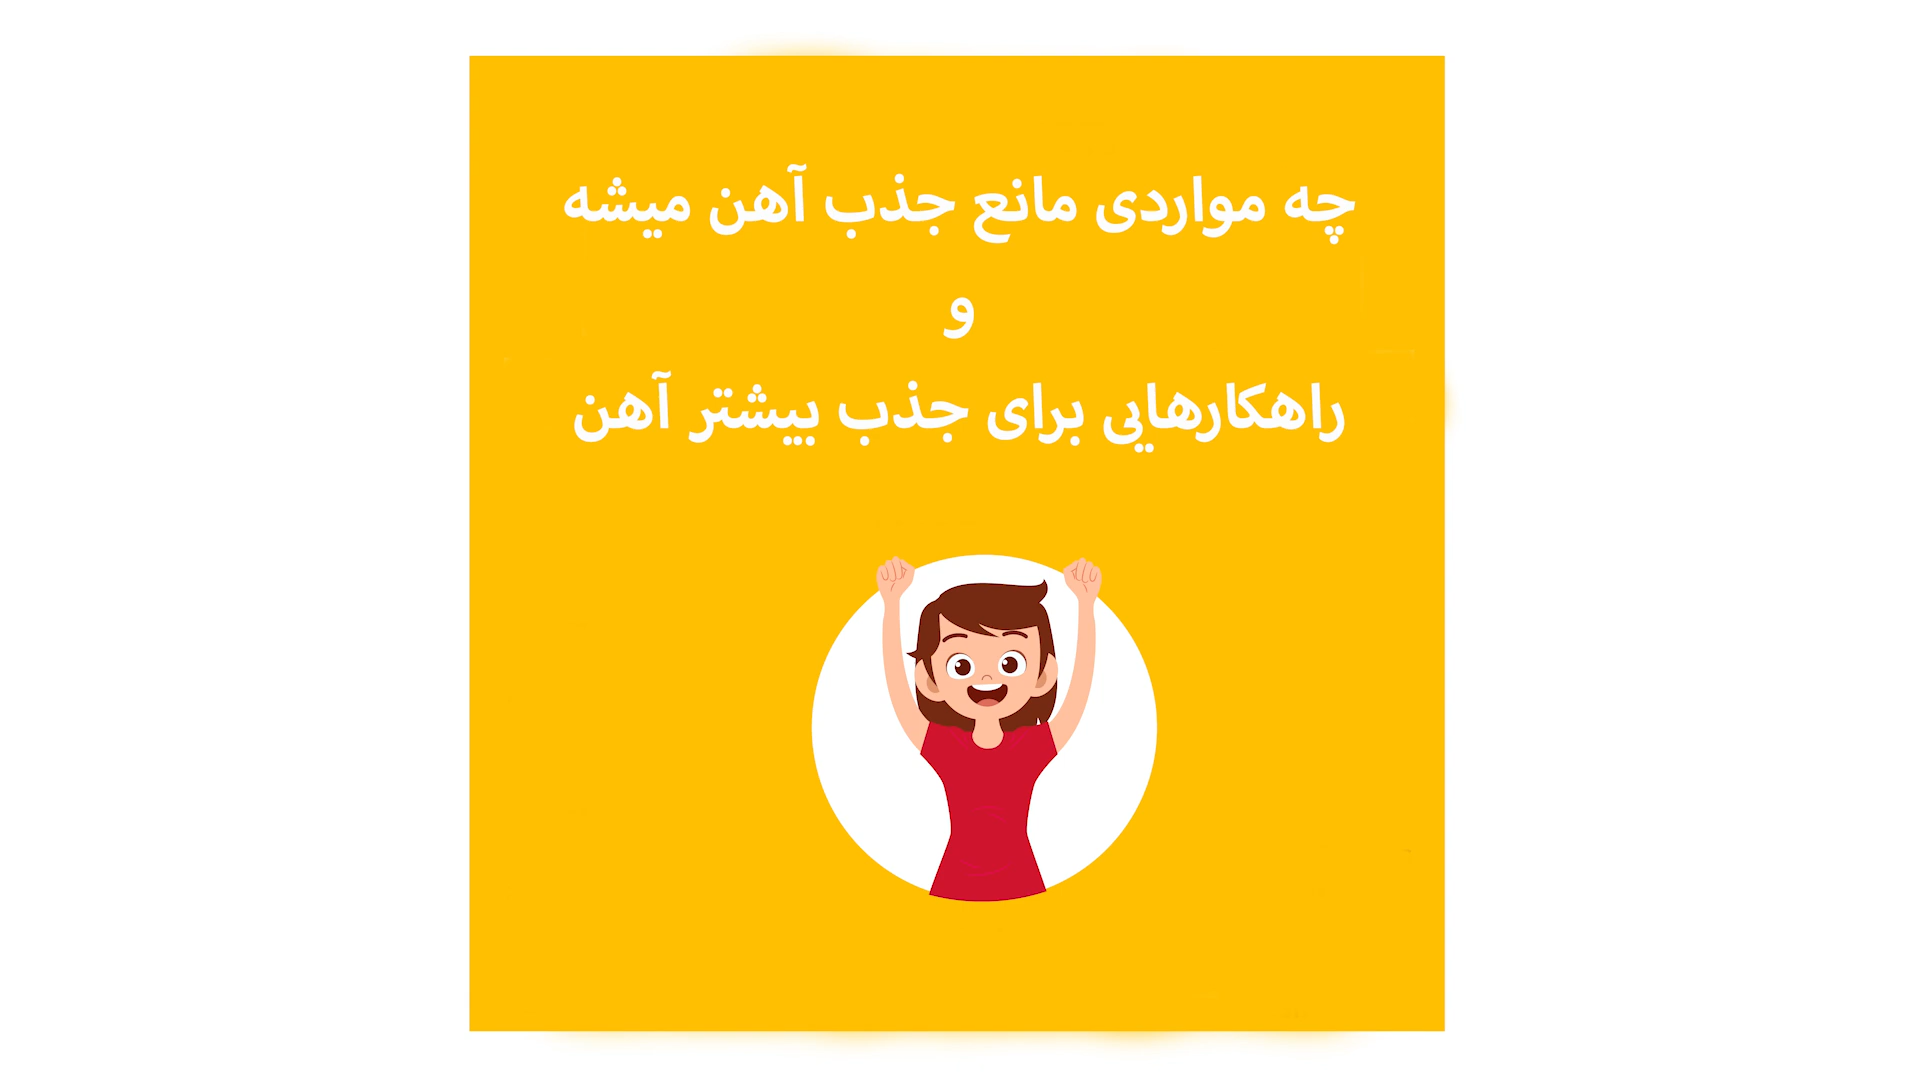 چه مواردی مانع جذب آهن میشه
و
راهکارهایی برای جذب بیشتر آهن